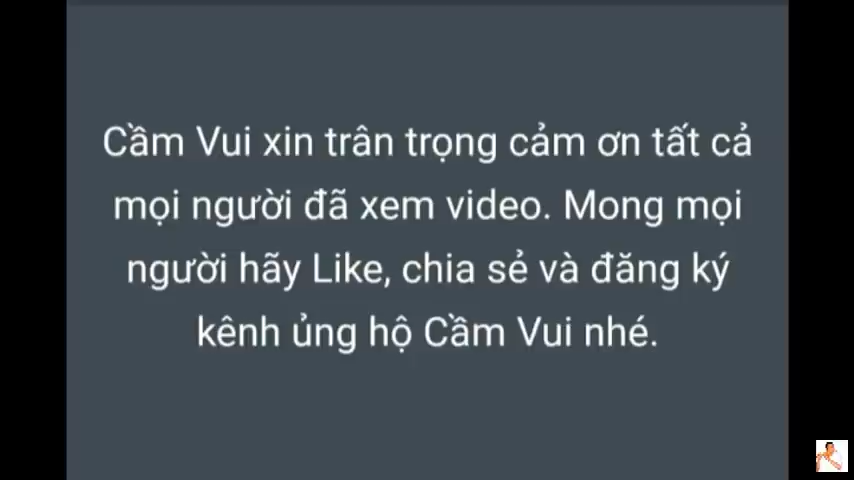 Cầm Vui xin trân trọng cảm ơn tất cả
mọi người đã xem video. Mong mọi
người hãy Like, chia sẻ và đăng ký
kênh ủng hộ Cầm Vui nhé.